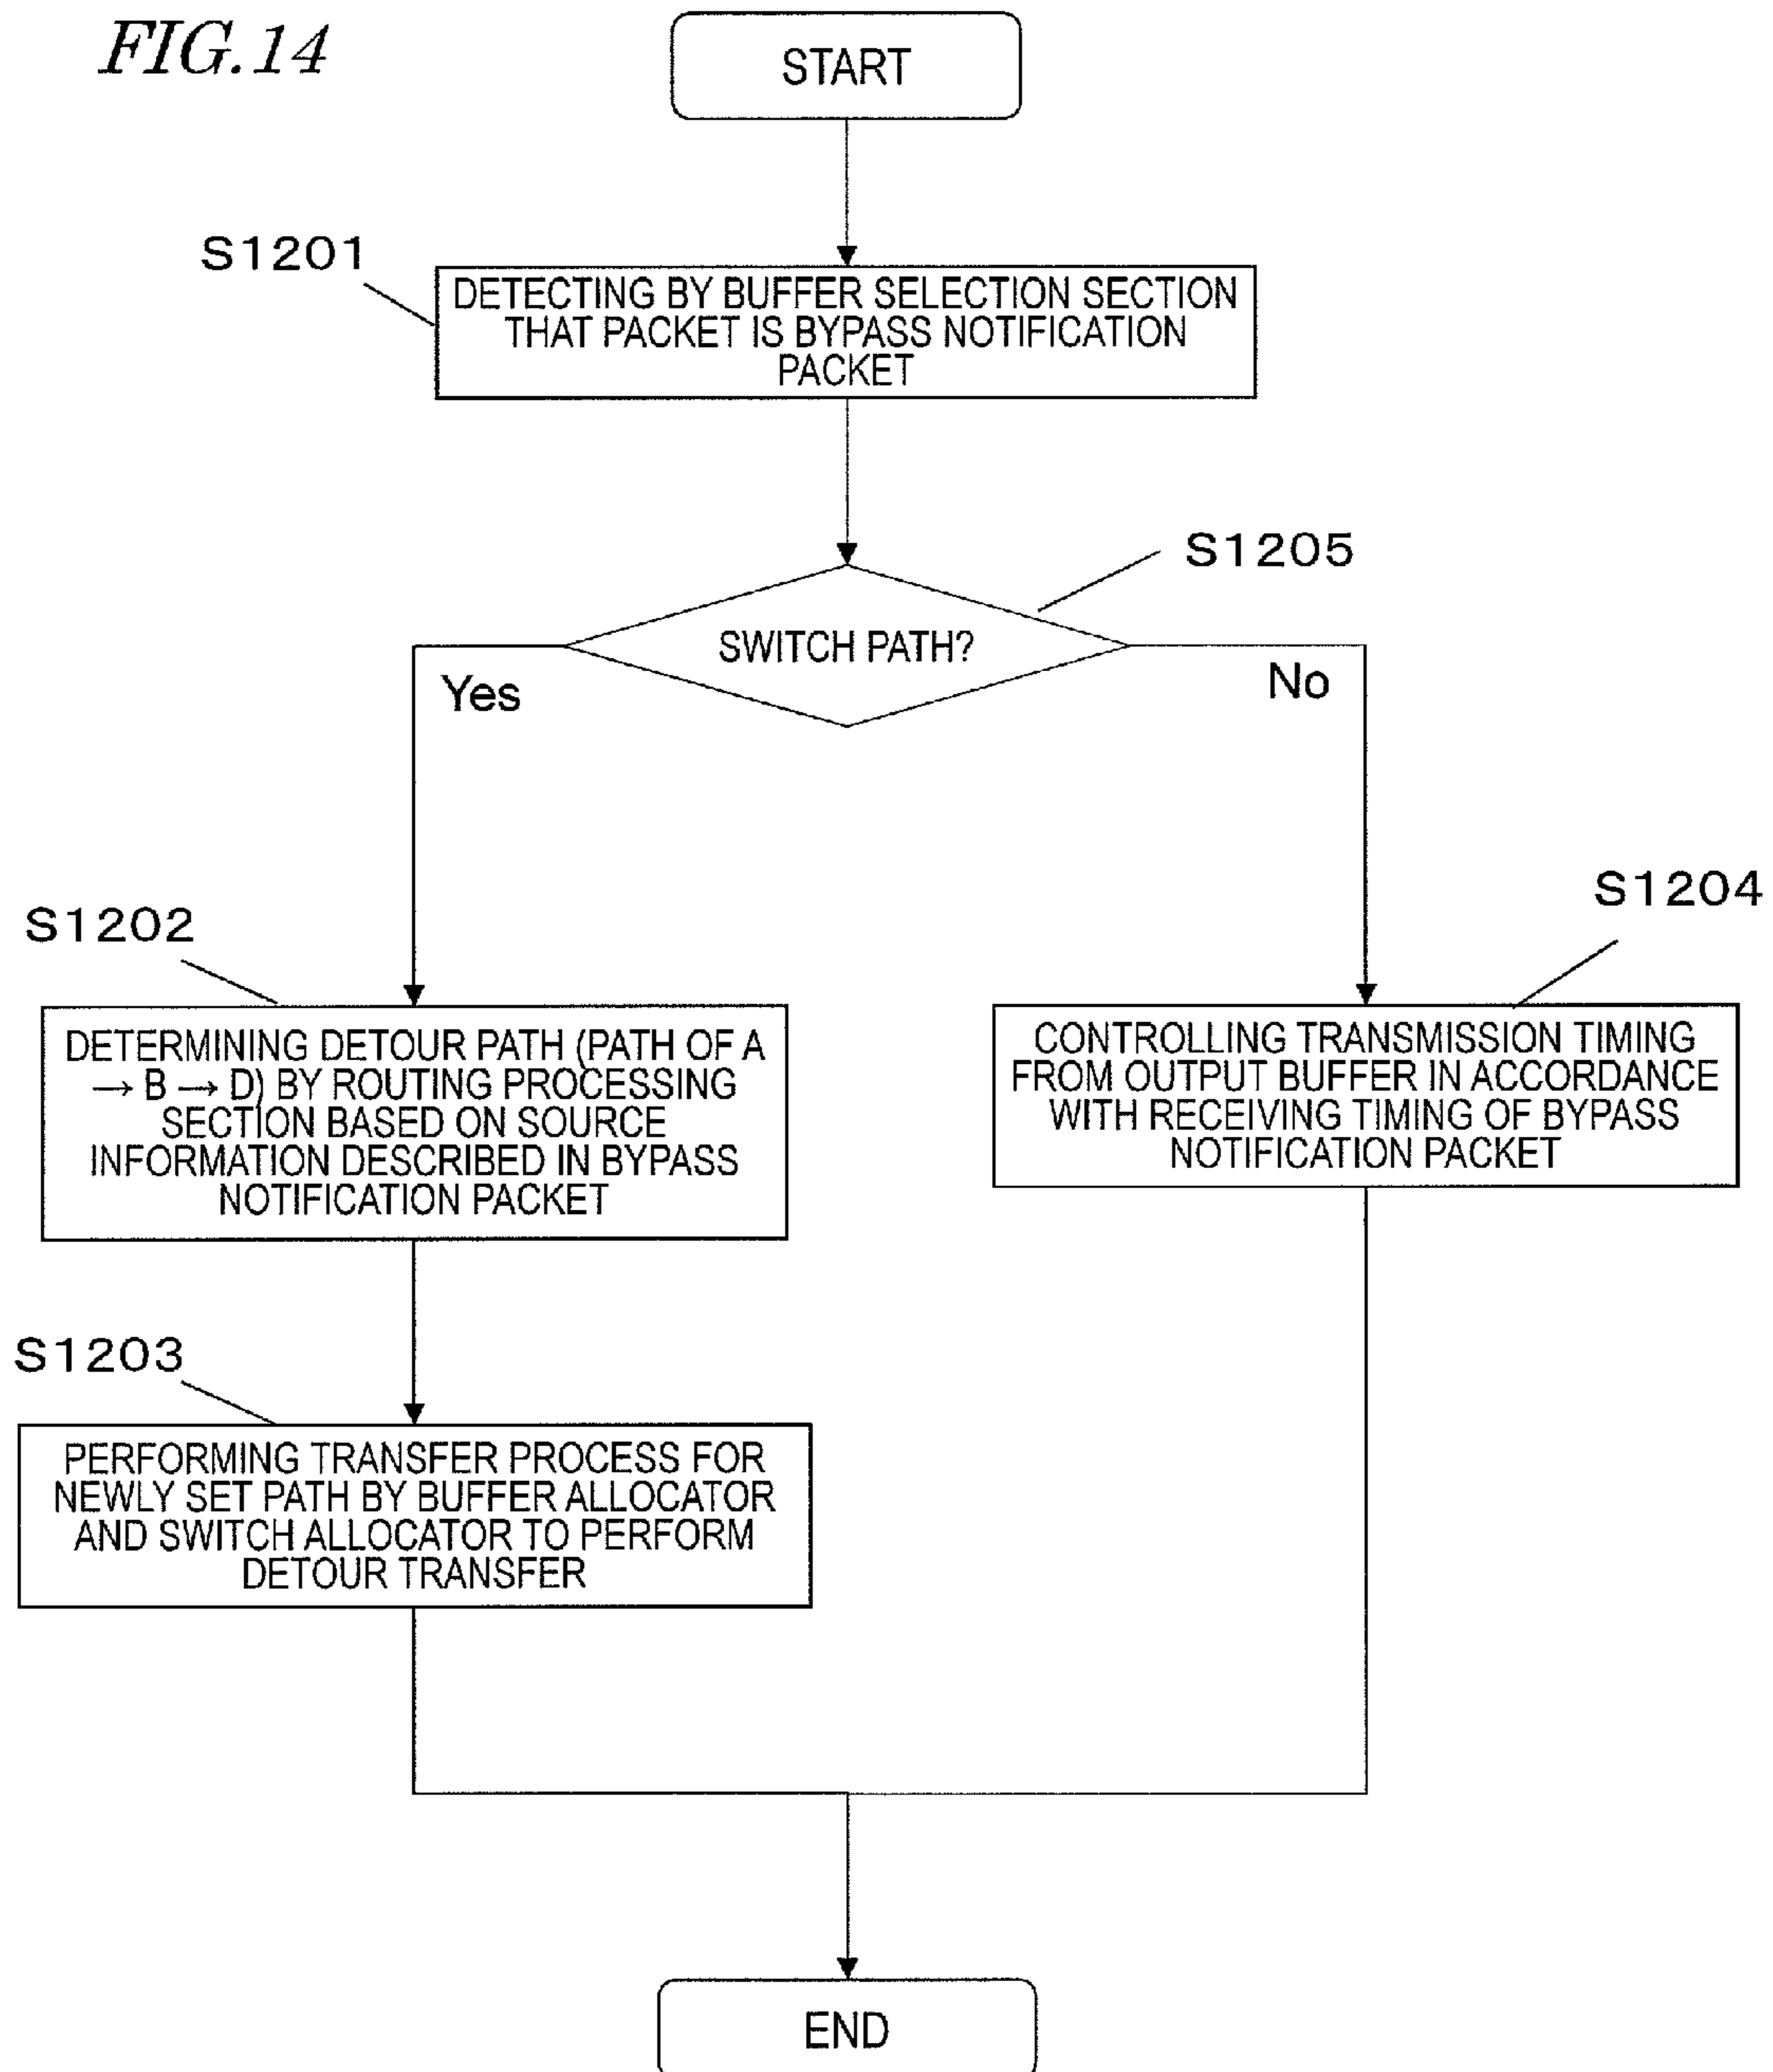 FIG.14
START
S1201
DETECTING BY BUFFER SELECTION SECTION
THAT PACKET IS BYPASS NOTIFICATION
PACKET
S1205
SWITCH PATH?
Yes
No
S1202
DETERMINING DETOUR PATH (PATH OF A
→ B → D) BY ROUTING PROCESSING
SECTION BASED ON SOURCE
INFORMATION DESCRIBED IN BYPASS
NOTIFICATION PACKET
S1204
CONTROLLING TRANSMISSION TIMING
FROM OUTPUT BUFFER IN ACCORDANCE
WITH RECEIVING TIMING OF BYPASS
NOTIFICATION PACKET
S1203
PERFORMING TRANSFER PROCESS FOR
NEWLY SET PATH BY BUFFER ALLOCATOR
AND SWITCH ALLOCATOR TO PERFORM
DETOUR TRANSFER
END